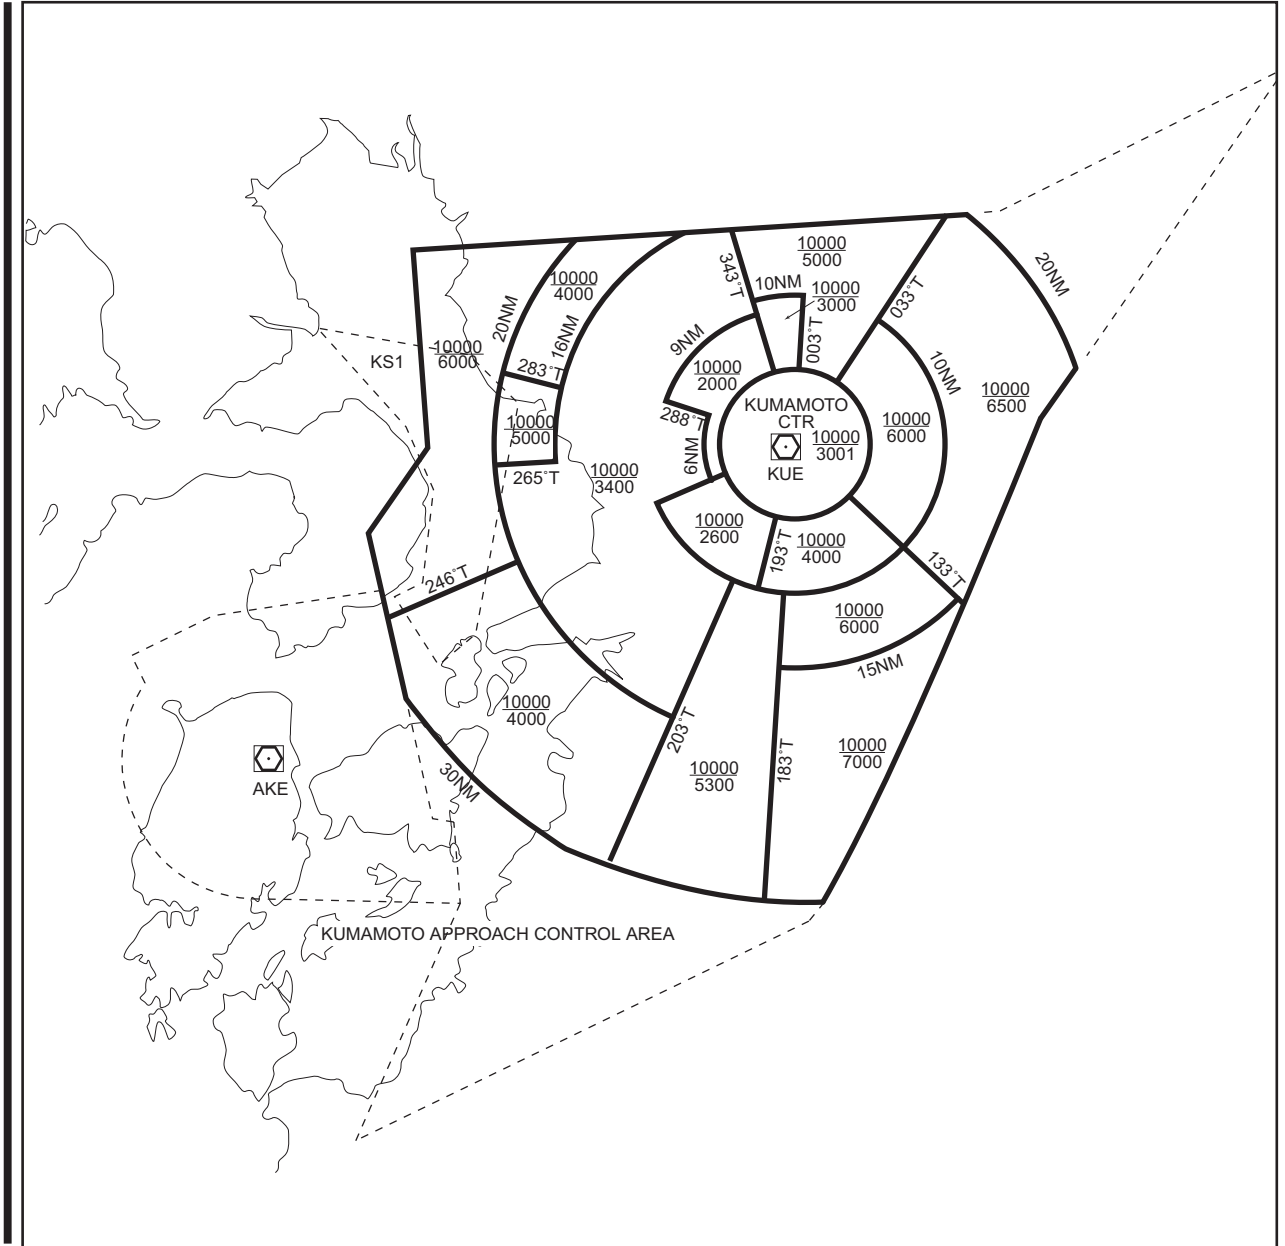 10000
5000
343°T
10NM
10000
3000
003°T
033°T
20NM
10000
4000
20NM
16NM
9NM
KS1
10000
6000
283°T
10000
2000
10NM
10000
6500
288°T
KUMAMOTO
CTR
10000
3001
KUE
10000
6000
10000
5000
6NM
265°T
10000
3400
10000
2600
193°T
10000
4000
133°T
246°T
10000
6000
15NM
10000
4000
203°T
183°T
10000
7000
10000
5300
30NM
AKE
KUMAMOTO APPROACH CONTROL AREA